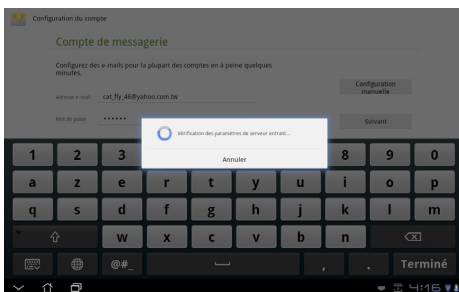 Configuration du compte
Compte de messagerie
Configurez des e-mails pour la plupart des comptes en à peine quelques
minutes.
Configuration
manuelle
Adresse e-mail cat_fly_46@yahoo.com.tw
Mot de passe ••••••
Suivant
Vérification des paramètres de serveur entrant...
Annuler
1 2 3 8 9 0
a z e r t y u i o p
q s d f g h j k l m
w x c v b n
@#_ , . Terminé
4:16